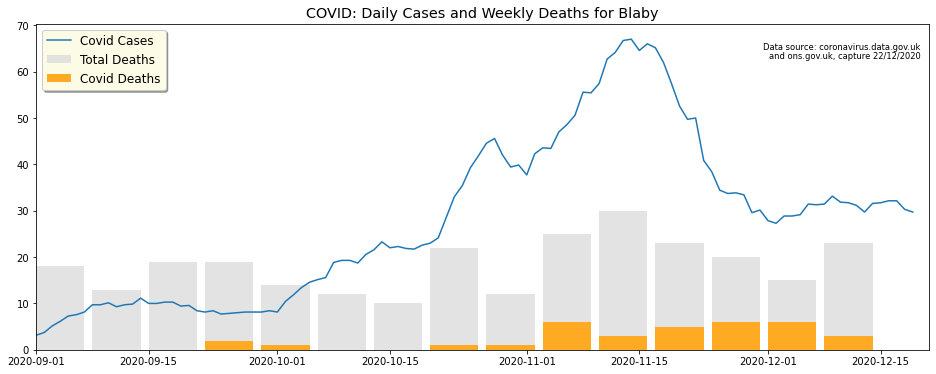 COVID: Daily Cases and Weekly Deaths for Blaby
70
60
50
40
30
20
10
0
Covid Cases
Total Deaths
Covid Deaths
Data source: coronavirus.data.gov.uk
and ons.gov.uk, capture 22/12/2020
2020-09-01
2020-09-15
2020-10-01
2020-10-15
2020-11-01
2020-11-15
2020-12-01
2020-12-15